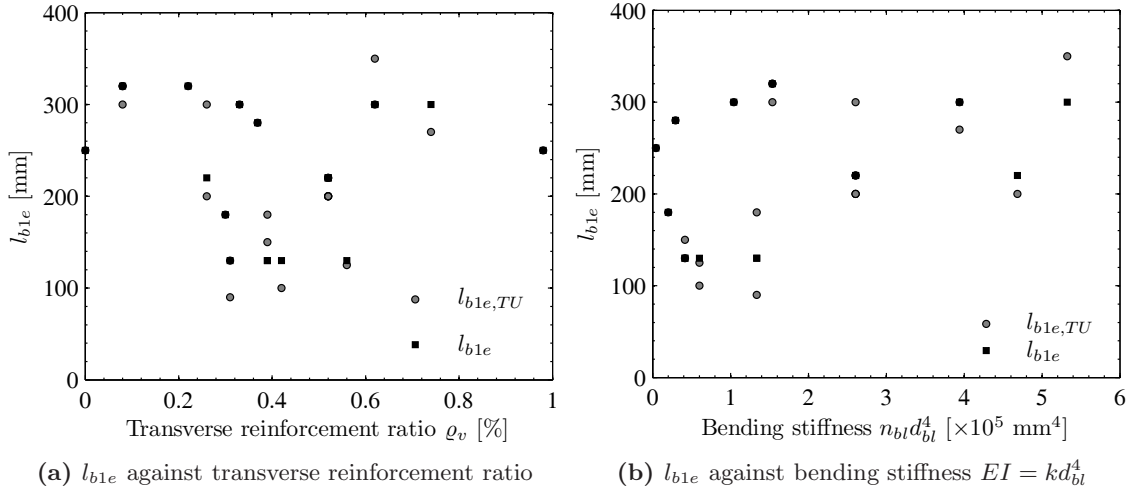 400
300
200
100
0
l_{b1e} [mm]
0 0.2 0.4 0.6 0.8 1
Transverse reinforcement ratio ϱ_v [%]
l_{b1e,TU}
l_{b1e}
(a) l_{b1e} against transverse reinforcement ratio
400
300
200
100
0
l_{b1e} [mm]
0 1 2 3 4 5 6
Bending stiffness n_{bl}d_{bl}^4 [×10^5 mm^4]
l_{b1e,TU}
l_{b1e}
(b) l_{b1e} against bending stiffness EI = kd_{bl}^4